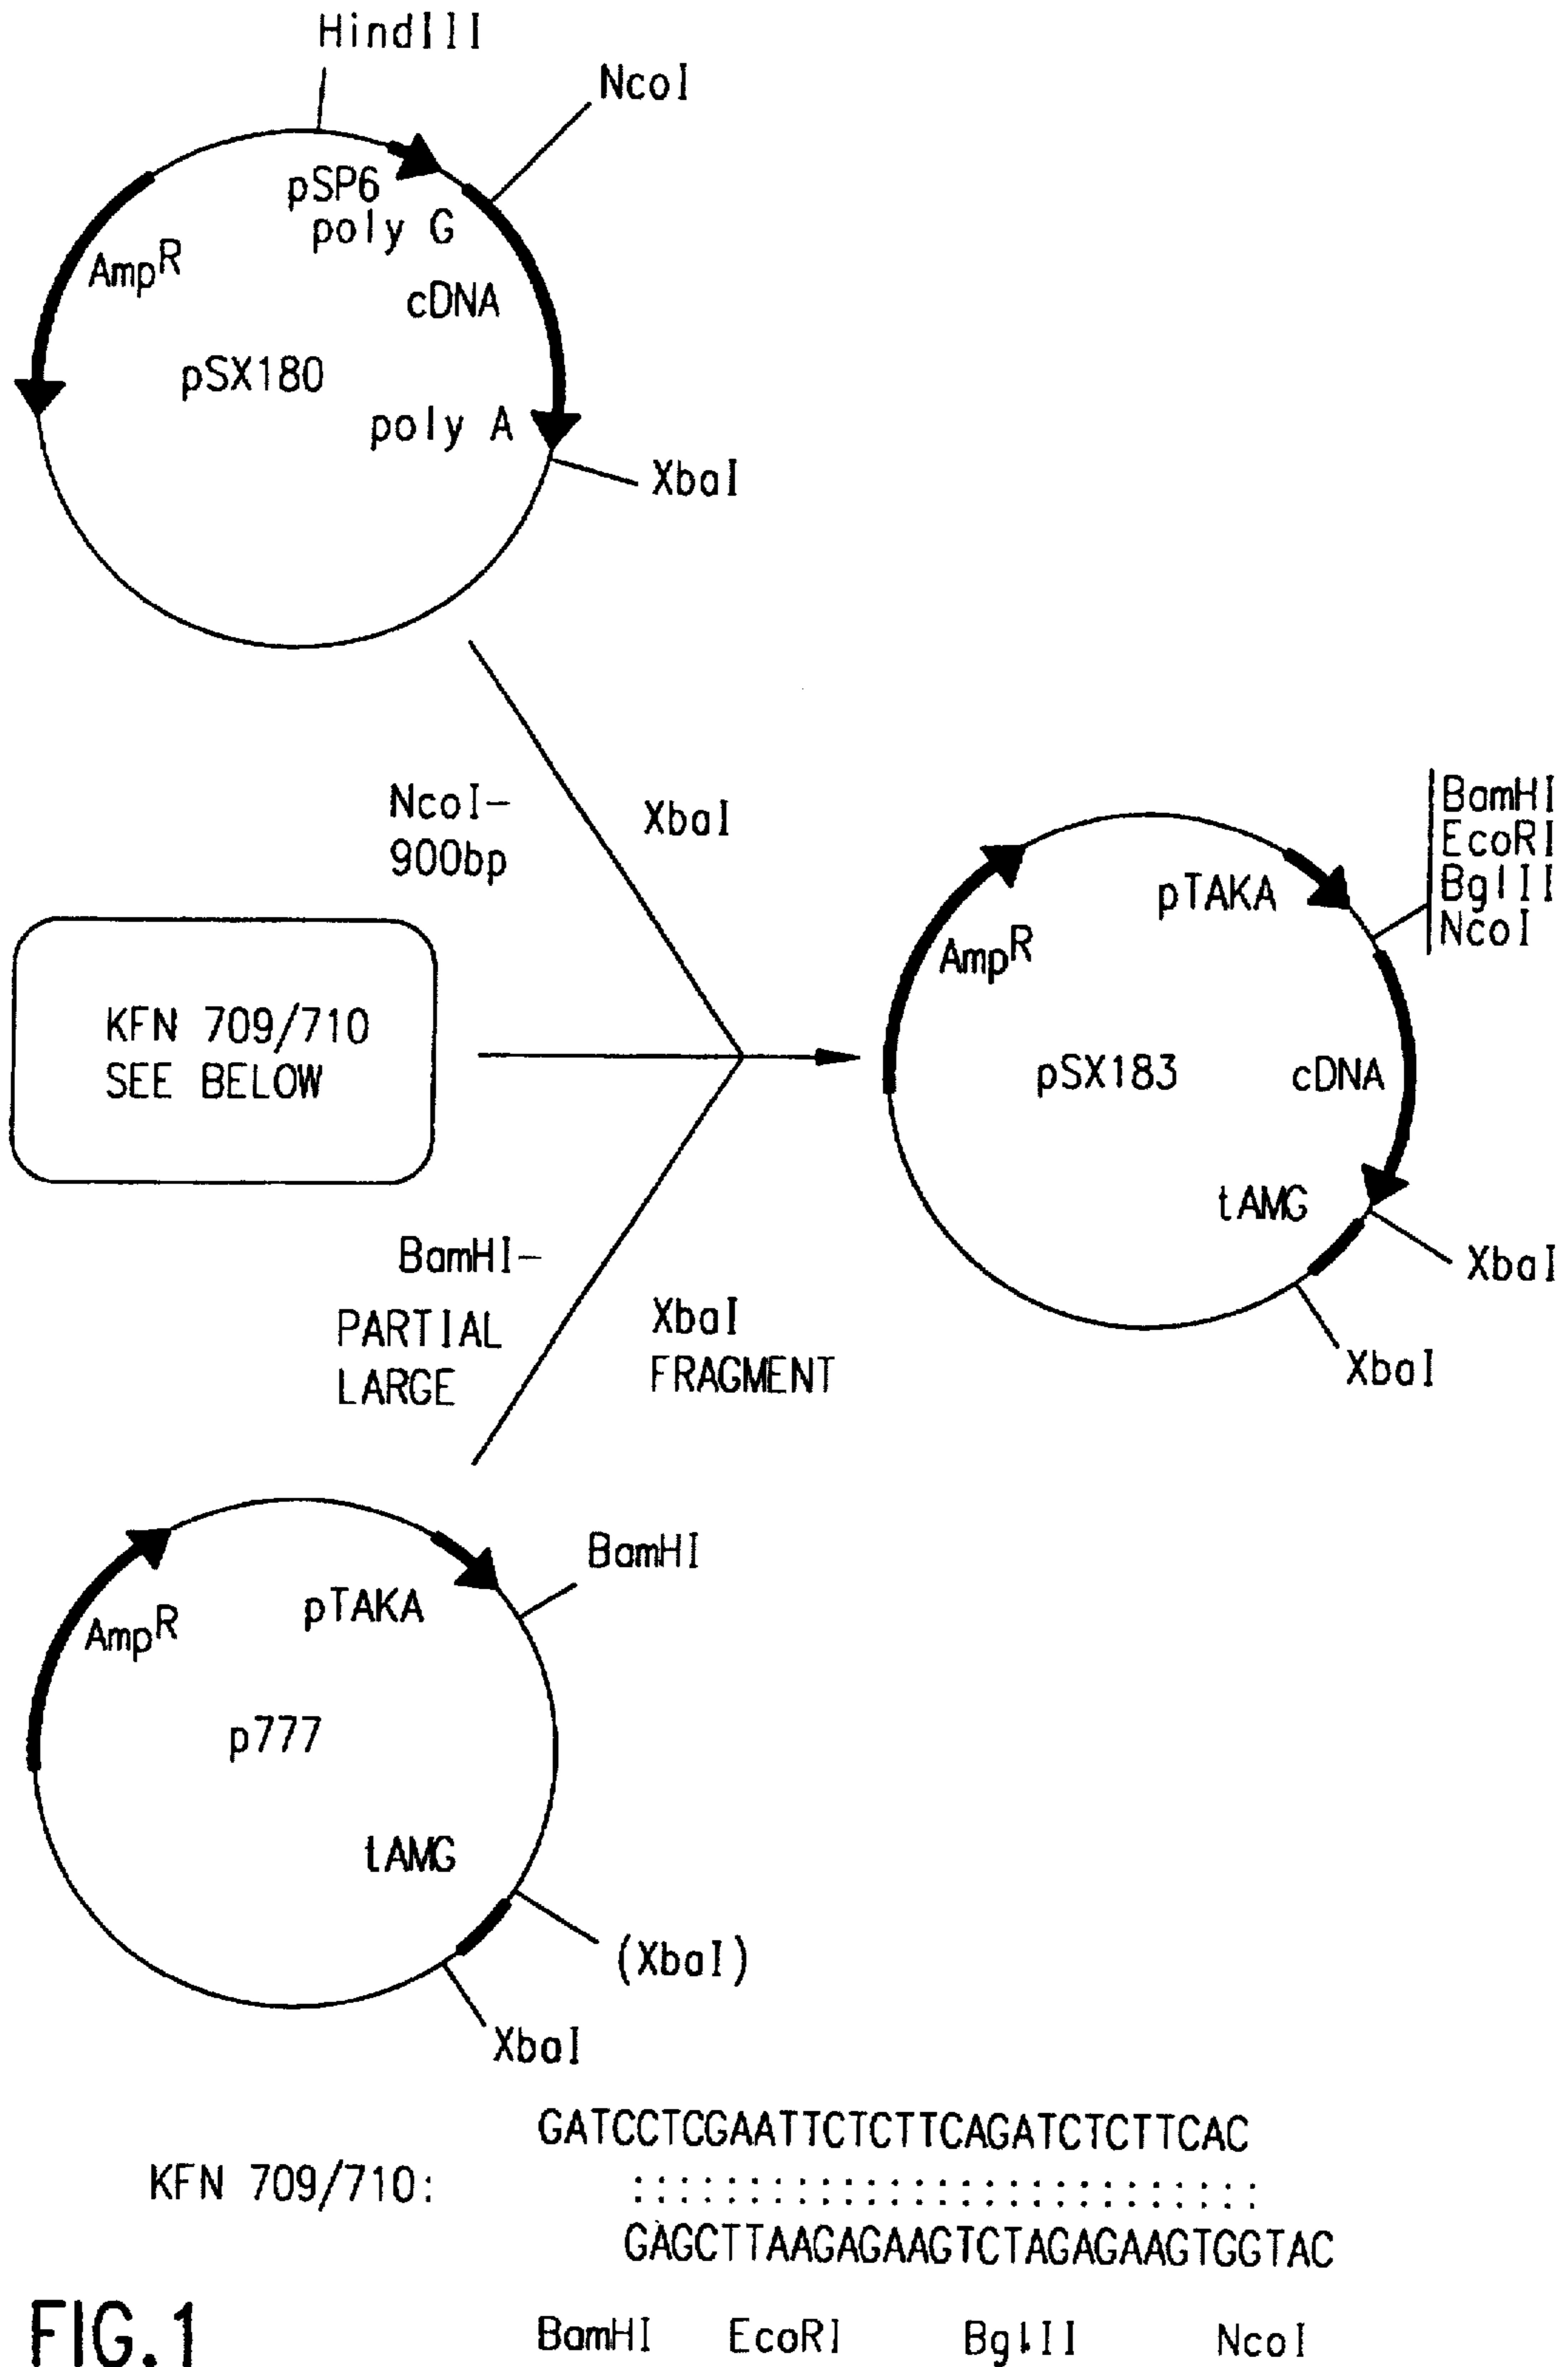 HindIII
NcoI
pSP6
poly G
AmpR
cDNA
pSX180
poly A
XbaI
NcoI-
900bp
XbaI
KFN 709/710
SEE BELOW
BamHI
EcoRI
BglII
NcoI
pTAKA
AmpR
pSX183
cDNA
tAMG
XbaI
XbaI
BamHI-
PARTIAL
LARGE
XbaI
FRAGMENT
BamHI
pTAKA
AmpR
p777
tAMG
(XbaI)
XbaI
GATCCTCGAATTCTCTTCAGATCTCTTCAC
KFN 709/710: :::::::::::::::::::::::::::
GAGCTTAAGAGAAGTCTAGAGAAGTGGTAC
BamHI EcoRI BglII NcoI
FIG.1